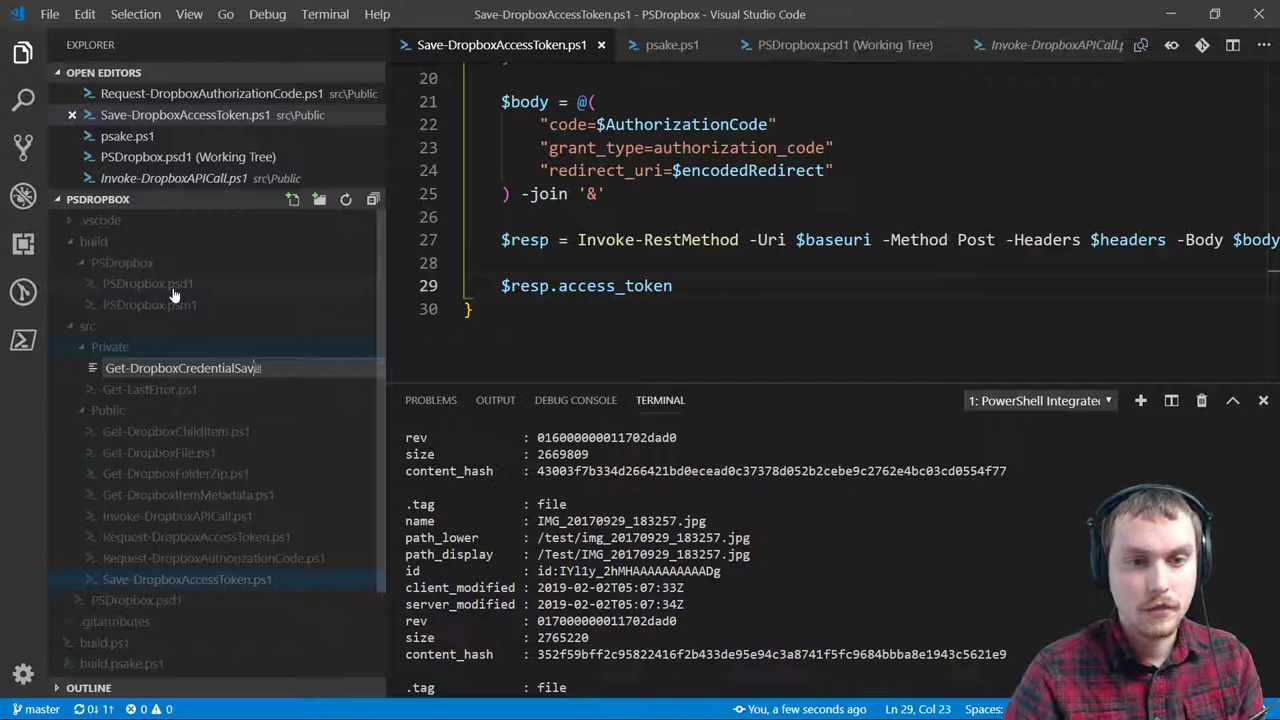 File Edit Selection View Go Debug Terminal Help
Save-DropboxAccessToken.ps1 - PSDropbox - Visual Studio Code
EXPLORER
OPEN EDITORS
Request-DropboxAuthorizationCode.ps1 src\Public
Save-DropboxAccessToken.ps1 src\Public
psake.ps1
PSDropbox.psd1 (Working Tree)
Invoke-DropboxAPICall.ps1 src\Public
PSDROPBOX
.vscode
build
PSDropbox
PSDropbox.psd1
PSDropbox.psm1
src
Private
Get-DropboxCredentialSav
Get-LastError.ps1
Public
Get-DropboxChildItem.ps1
Get-DropboxFile.ps1
Get-DropboxFolderZip.ps1
Get-DropboxItemMetadata.ps1
Invoke-DropboxAPICall.ps1
Request-DropboxAccessToken.ps1
Request-DropboxAuthorizationCode.ps1
Save-DropboxAccessToken.ps1
PSDropbox.psd1
.gitattributes
build.ps1
build.psake.ps1
OUTLINE
Save-DropboxAccessToken.ps1 psake.ps1 PSDropbox.psd1 (Working Tree) Invoke-DropboxAPICall.p
20
21 $body = @(
22 "code=$AuthorizationCode"
23 "grant_type=authorization_code"
24 "redirect_uri=$encodedRedirect"
25 ) -join '&'
26
27 $resp = Invoke-RestMethod -Uri $baseuri -Method Post -Headers $headers -Body $body
28
29 $resp.access_token
30 }
PROBLEMS OUTPUT DEBUG CONSOLE TERMINAL 1: PowerShell Integrate
rev : 016000000011702dad0
size : 2669809
content_hash : 43003f7b334d266421bd0ecead0c37378d052b2cebe9c2762e4bc03cd0554f77
.tag : file
name : IMG_20170929_183257.jpg
path_lower : /test/img_20170929_183257.jpg
path_display : /Test/IMG_20170929_183257.jpg
id : id:IYl1y_2hMHAAAAAAAAAADg
client_modified : 2019-02-02T05:07:33Z
server_modified : 2019-02-02T05:07:34Z
rev : 017000000011702dad0
size : 2765220
content_hash : 352f59bff2c95822416f2b433de95e94c3a8741f5fc9684bbba8e1943c5621e9
.tag : file
master 0↓ 1↑ 0 0 You, a few seconds ago Ln 29, Col 23 Spaces: